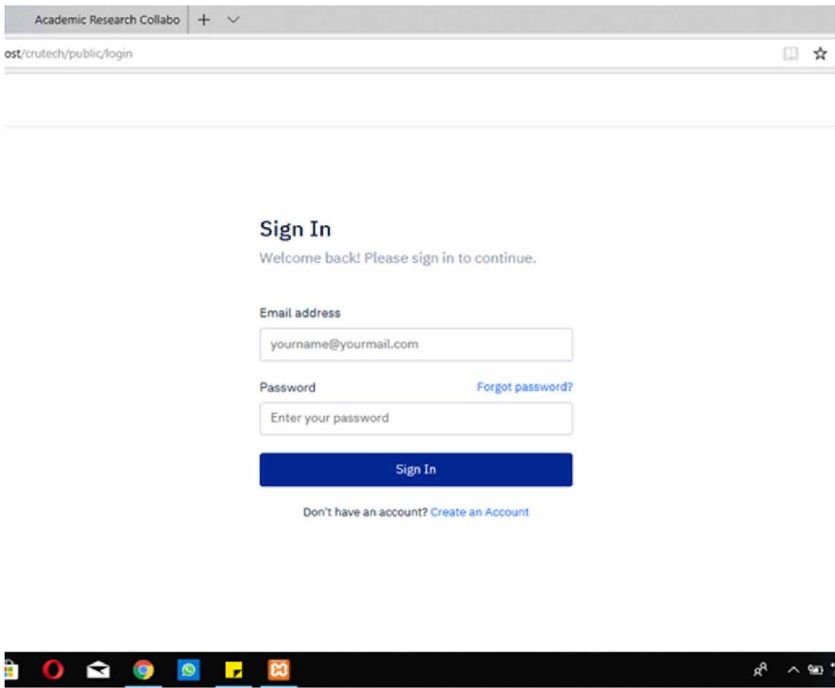 Academic Research Collabo
ost/crutech/public/login
Sign In
Welcome back! Please sign in to continue.
Email address
yourname@yourmail.com
Password Forgot password?
Enter your password
Sign In
Don't have an account? Create an Account